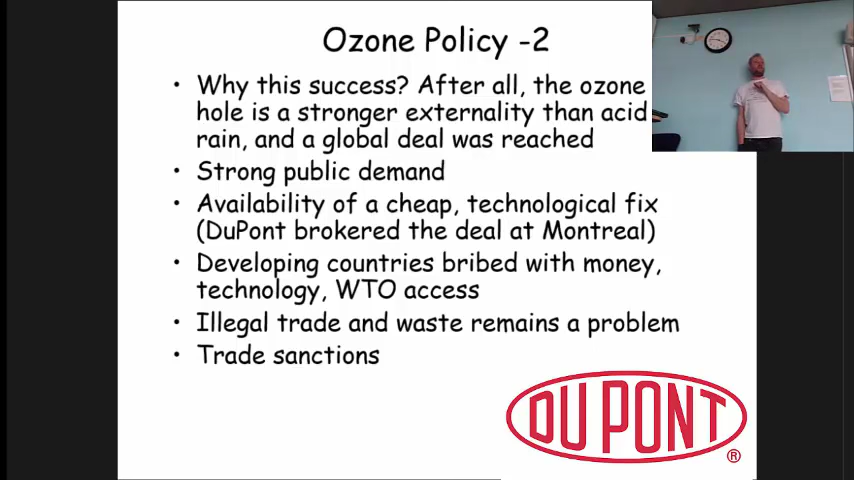 Ozone Policy -2
• Why this success? After all, the ozone
hole is a stronger externality than acid
rain, and a global deal was reached
• Strong public demand
• Availability of a cheap, technological fix
(DuPont brokered the deal at Montreal)
• Developing countries bribed with money,
technology, WTO access
• Illegal trade and waste remains a problem
• Trade sanctions
DU PONT
®